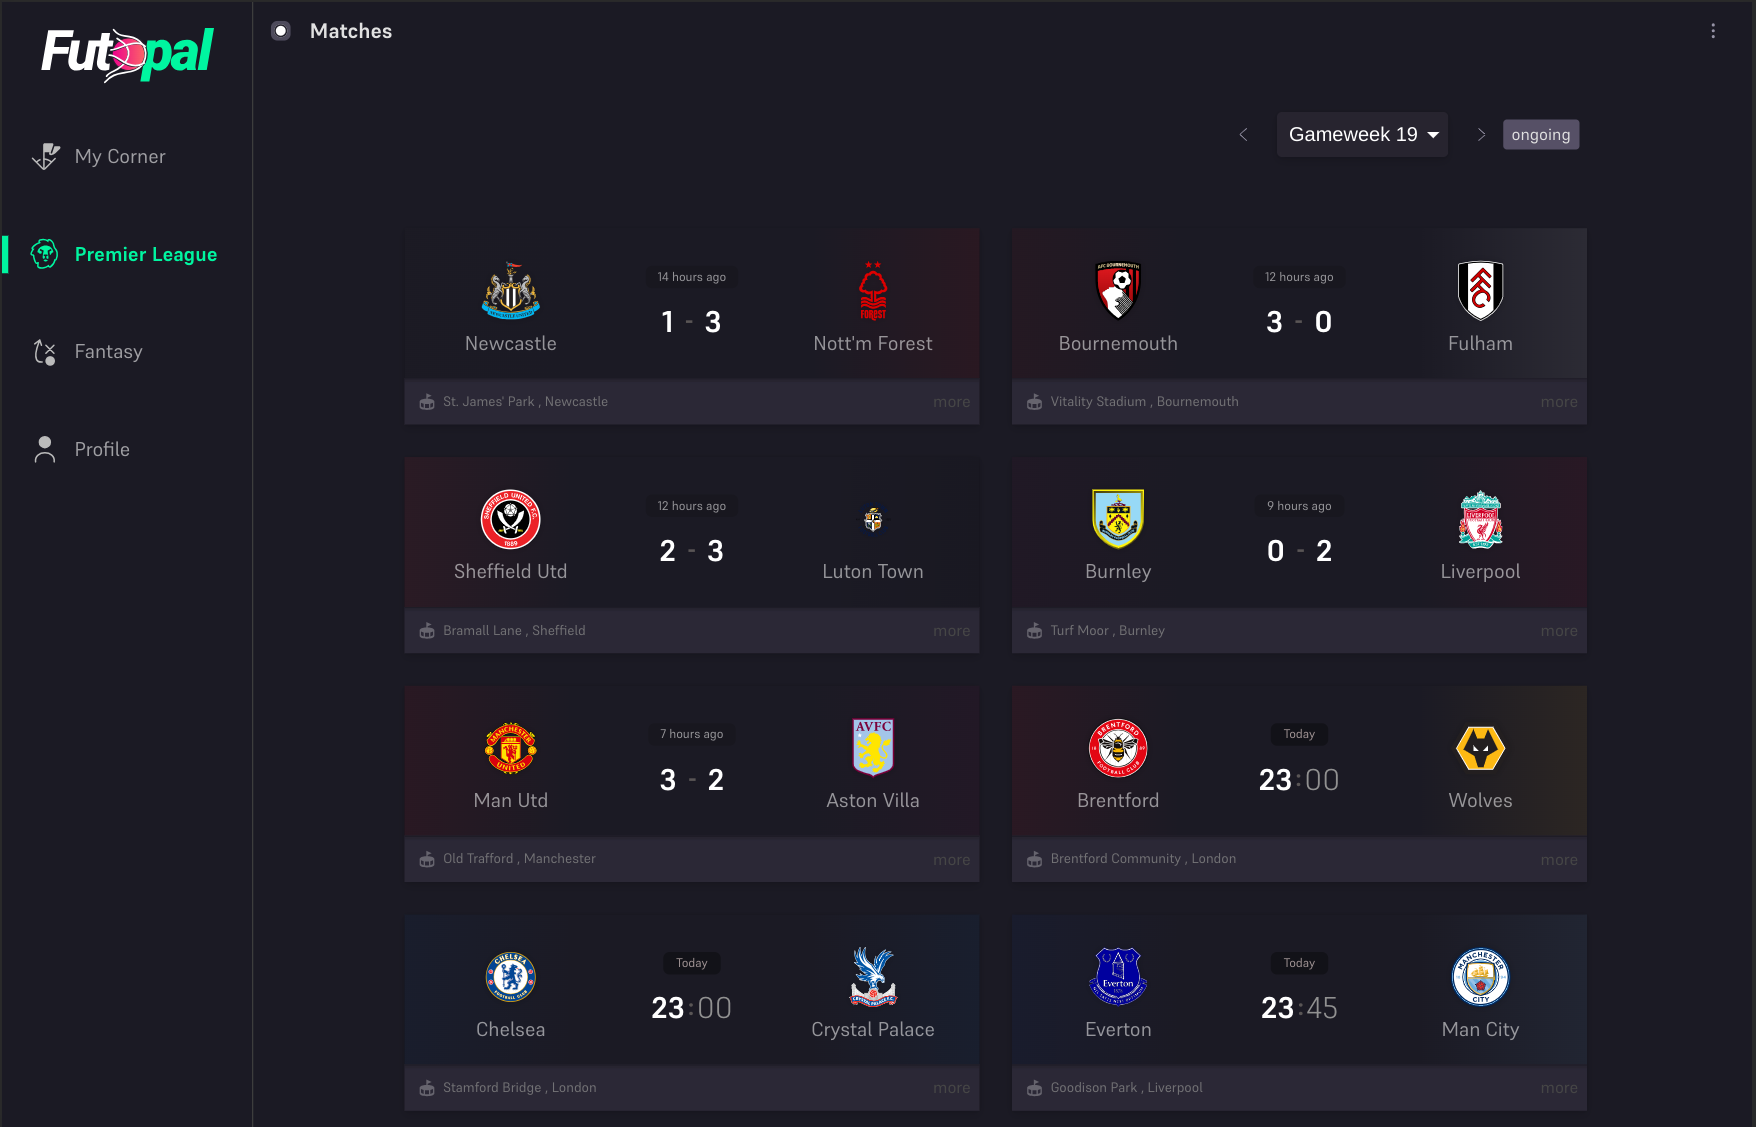 Futopal
Matches
My Corner
Premier League
Fantasy
Profile
Gameweek 19
ongoing
14 hours ago
1 - 3
Newcastle
Nott'm Forest
St. James' Park , Newcastle
more
12 hours ago
3 - 0
Bournemouth
Fulham
Vitality Stadium , Bournemouth
more
12 hours ago
2 - 3
Sheffield Utd
Luton Town
Bramall Lane , Sheffield
more
9 hours ago
0 - 2
Burnley
Liverpool
Turf Moor , Burnley
more
7 hours ago
3 - 2
Man Utd
Aston Villa
Old Trafford , Manchester
more
Today
23:00
Brentford
Wolves
Brentford Community , London
more
Today
23:00
Chelsea
Crystal Palace
Stamford Bridge , London
more
Today
23:45
Everton
Man City
Goodison Park , Liverpool
more